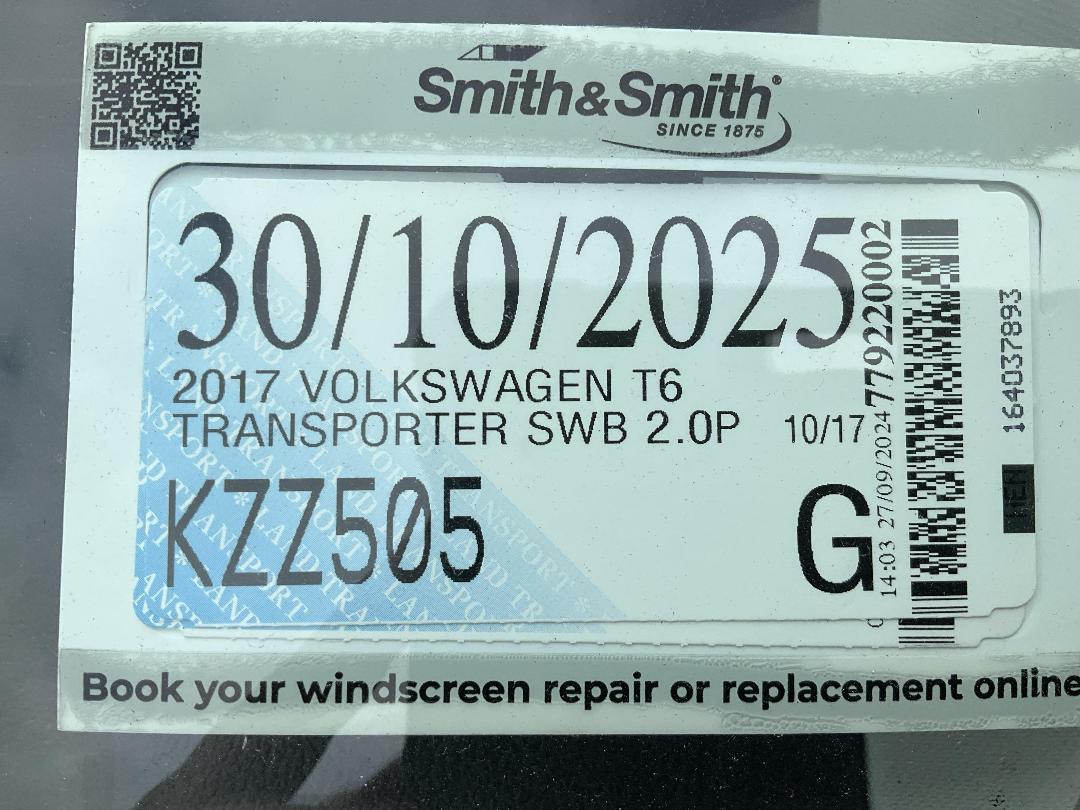 Smith&Smith®
SINCE 1875
30/10/2025
2017 VOLKSWAGEN T6
TRANSPORTER SWB 2.0P 10/17
KZZ505
G
14:03 27/09/2024 779220002
164037893
Book your windscreen repair or replacement online